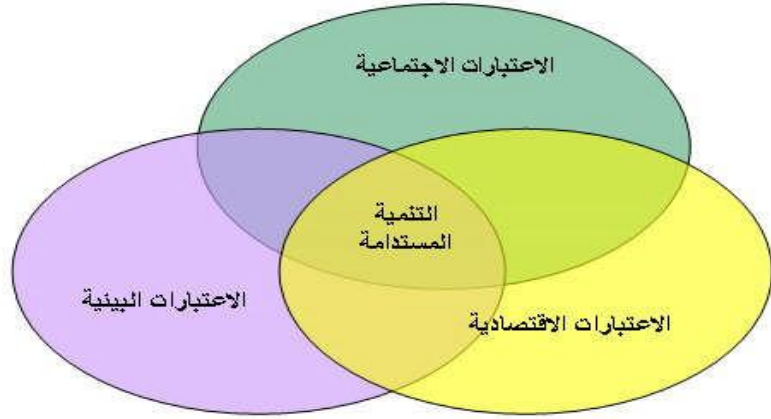 الاعتبارات الاجتماعية
التنمية
المستدامة
الاعتبارات البيئية
الاعتبارات الاقتصادية